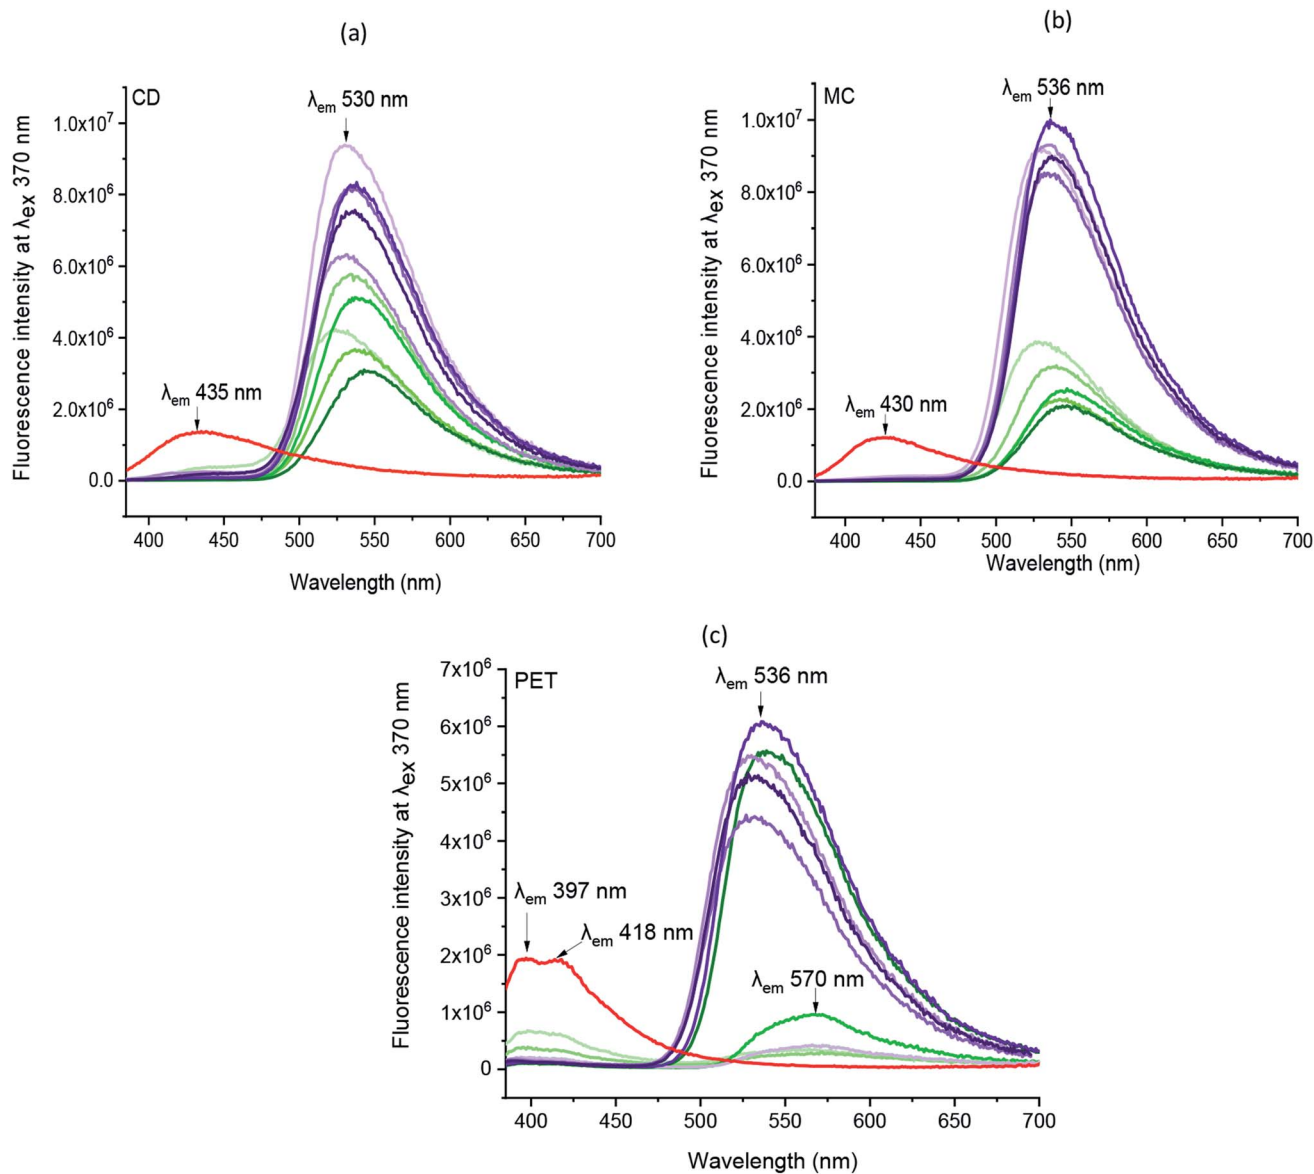 (a)
CD
λem 530 nm
λem 435 nm
1.0x10⁷
8.0x10⁶
6.0x10⁶
4.0x10⁶
2.0x10⁶
0.0
Fluorescence intensity at λex 370 nm
400 450 500 550 600 650 700
Wavelength (nm)
(b)
MC
λem 536 nm
λem 430 nm
1.0x10⁷
8.0x10⁶
6.0x10⁶
4.0x10⁶
2.0x10⁶
0.0
Fluorescence intensity at λex 370 nm
400 450 500 550 600 650 700
Wavelength (nm)
(c)
PET
λem 536 nm
λem 397 nm
λem 418 nm
λem 570 nm
7x10⁶
6x10⁶
5x10⁶
4x10⁶
3x10⁶
2x10⁶
1x10⁶
0
Fluorescence intensity at λex 370 nm
400 450 500 550 600 650 700
Wavelength (nm)